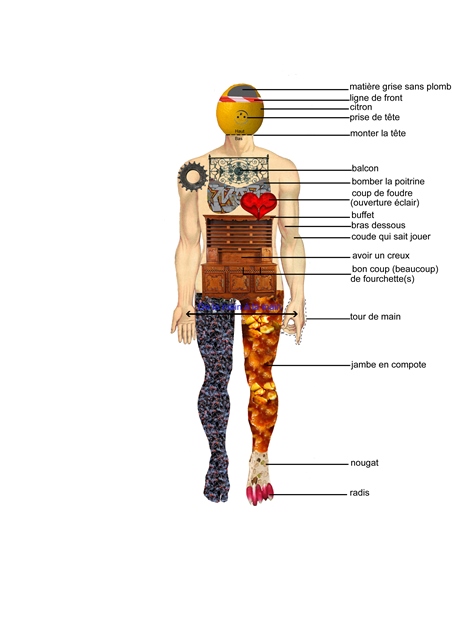 matière grise sans plomb
ligne de front
citron
prise de tête
Haut
monter la tête
Bas
balcon
bomber la poitrine
coup de foudre
(ouverture éclair)
buffet
bras dessous
coude qui sait jouer
avoir un creux
bon coup (beaucoup)
de fourchette(s)
tour de main
jambe en compote
nougat
radis